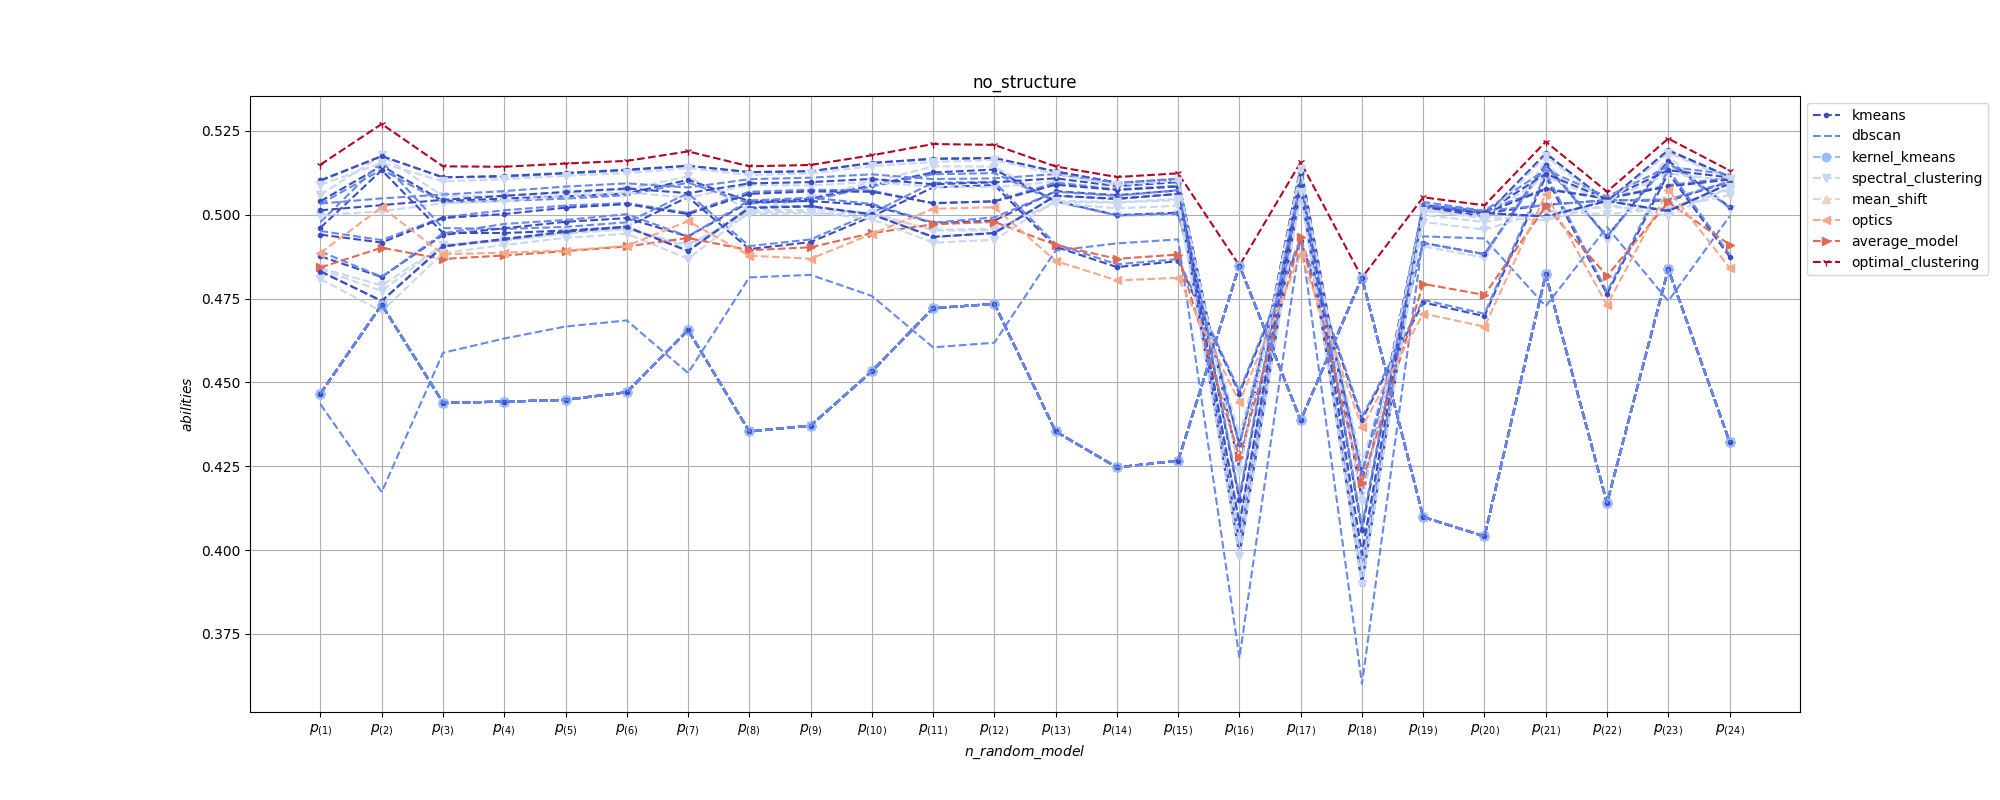 no_structure
0.525
0.500
0.475
0.450
0.425
0.400
0.375
abilities
p(1) p(2) p(3) p(4) p(5) p(6) p(7) p(8) p(9) p(10) p(11) p(12) p(13) p(14) p(15) p(16) p(17) p(18) p(19) p(20) p(21) p(22) p(23) p(24)
n_random_model
kmeans
dbscan
kernel_kmeans
spectral_clustering
mean_shift
optics
average_model
optimal_clustering